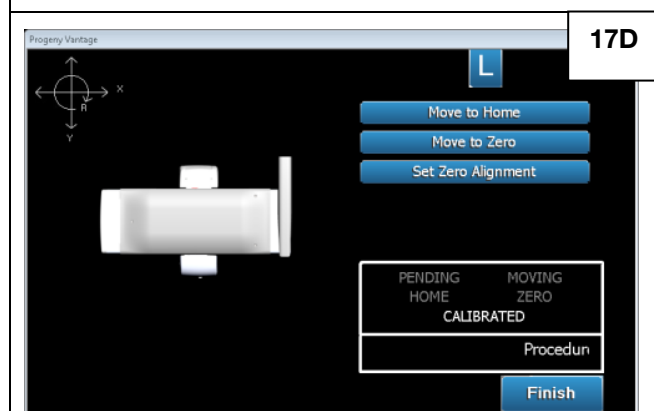 17D
Progeny Vantage
X
R
Y
L
Move to Home
Move to Zero
Set Zero Alignment
PENDING MOVING
HOME ZERO
CALIBRATED
Procedun
Finish